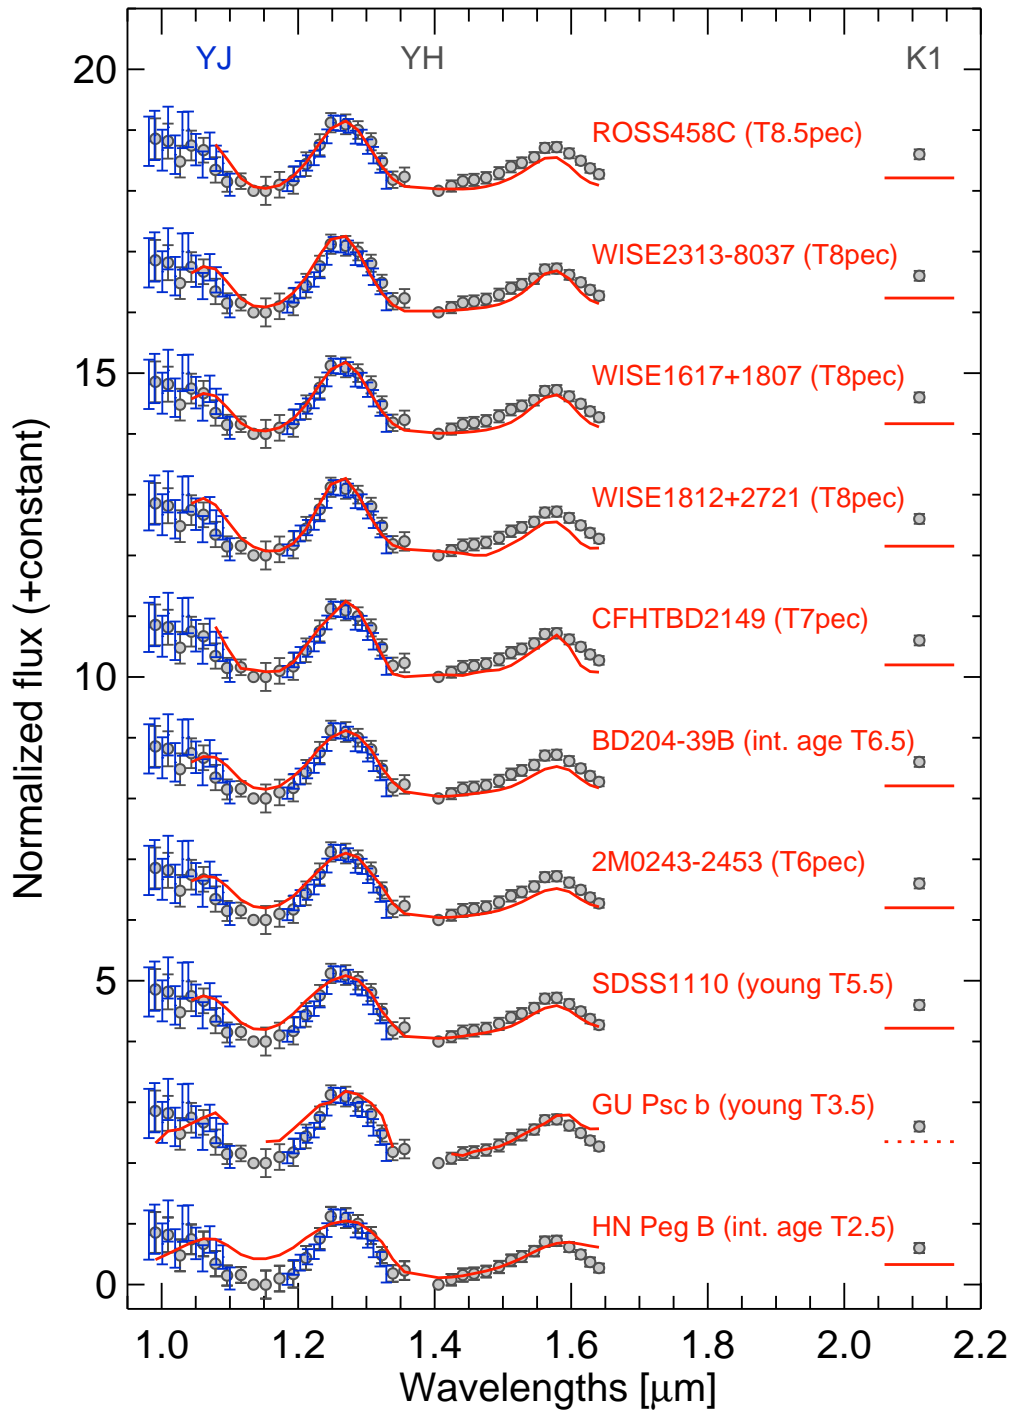 YJ YH K1
20
ROSS458C (T8.5pec)
WISE2313-8037 (T8pec)
15
WISE1617+1807 (T8pec)
WISE1812+2721 (T8pec)
CFHTBD2149 (T7pec)
10
BD204-39B (int. age T6.5)
2M0243-2453 (T6pec)
5
SDSS1110 (young T5.5)
GU Psc b (young T3.5)
HN Peg B (int. age T2.5)
0
Normalized flux (+constant)
1.0 1.2 1.4 1.6 1.8 2.0 2.2
Wavelengths [μm]